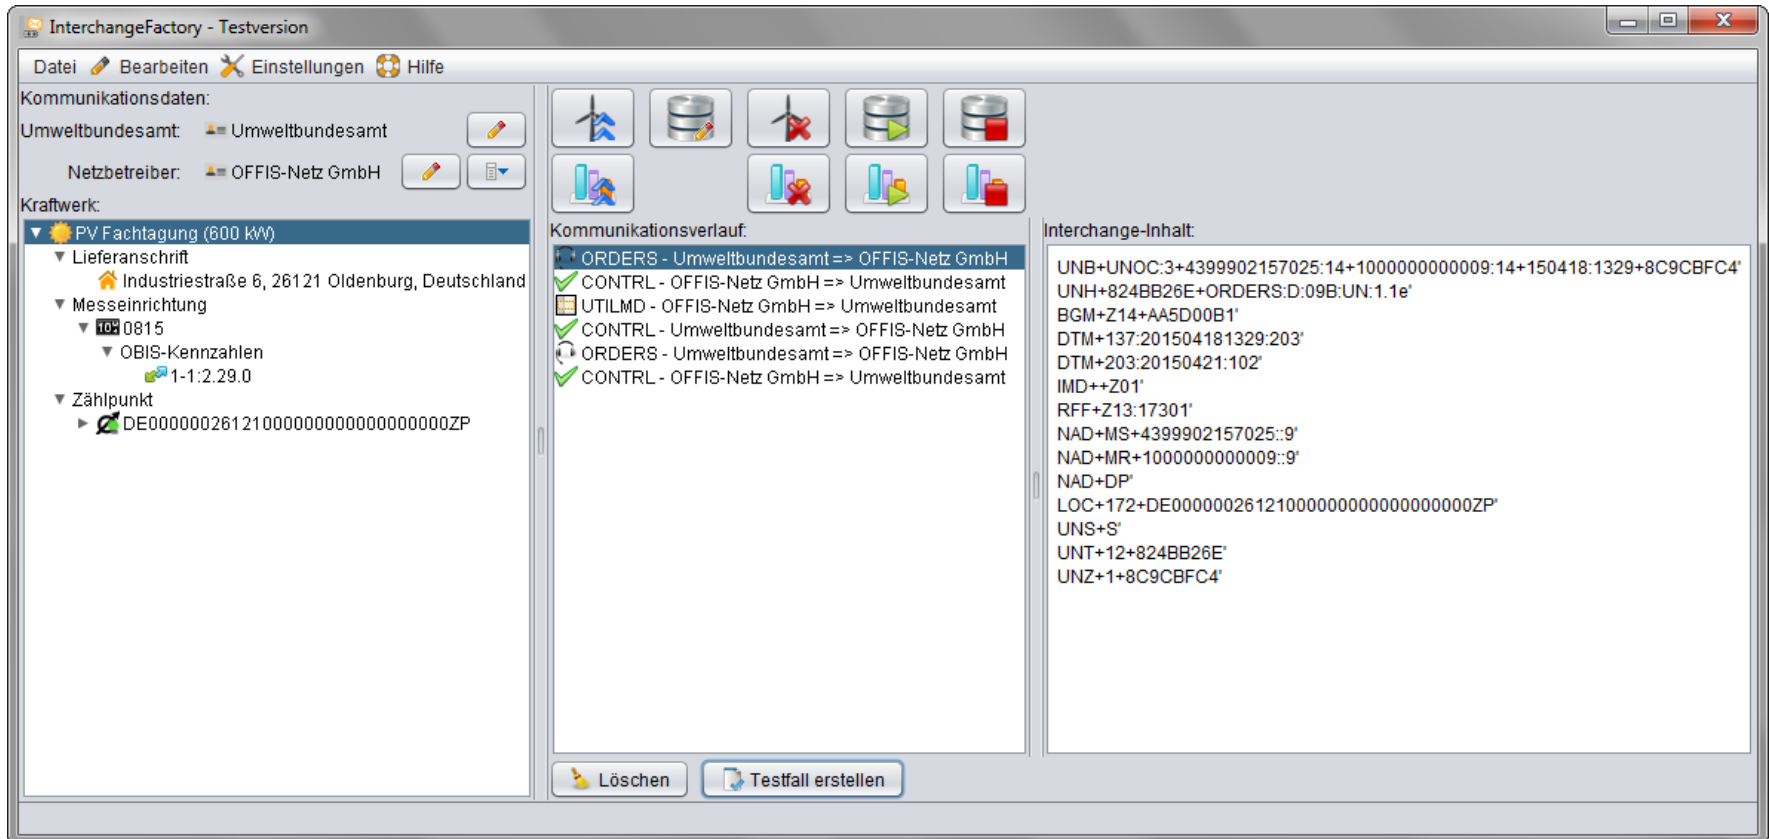 InterchangeFactory - Testversion
Datei Bearbeiten Einstellungen Hilfe
Kommunikationsdaten:
Umweltbundesamt: Umweltbundesamt
Netzbetreiber: OFFIS-Netz GmbH
Kraftwerk:
PV Fachtagung (600 kW)
Lieferanschrift
Industriestraße 6, 26121 Oldenburg, Deutschland
Messeinrichtung
0815
OBIS-Kennzahlen
1-1:2.29.0
Zählpunkt
DE00000026121000000000000000000ZP
Kommunikationsverlauf:
ORDERS - Umweltbundesamt => OFFIS-Netz GmbH
CONTRL - OFFIS-Netz GmbH => Umweltbundesamt
UTILMD - OFFIS-Netz GmbH => Umweltbundesamt
CONTRL - Umweltbundesamt => OFFIS-Netz GmbH
ORDERS - Umweltbundesamt => OFFIS-Netz GmbH
CONTRL - OFFIS-Netz GmbH => Umweltbundesamt
Löschen
Testfall erstellen
Interchange-Inhalt:
UNB+UNOC:3+4399902157025:14+1000000000009:14+150418:1329+8C9CBFC4'
UNH+824BB26E+ORDERS:D:09B:UN:1.1e'
BGM+Z14+AA5D00B1'
DTM+137:201504181329:203'
DTM+203:20150421:102'
IMD++Z01'
RFF+Z13:17301'
NAD+MS+4399902157025::9'
NAD+MR+1000000000009::9'
NAD+DP'
LOC+172+DE00000026121000000000000000000ZP'
UNS+S'
UNT+12+824BB26E'
UNZ+1+8C9CBFC4'